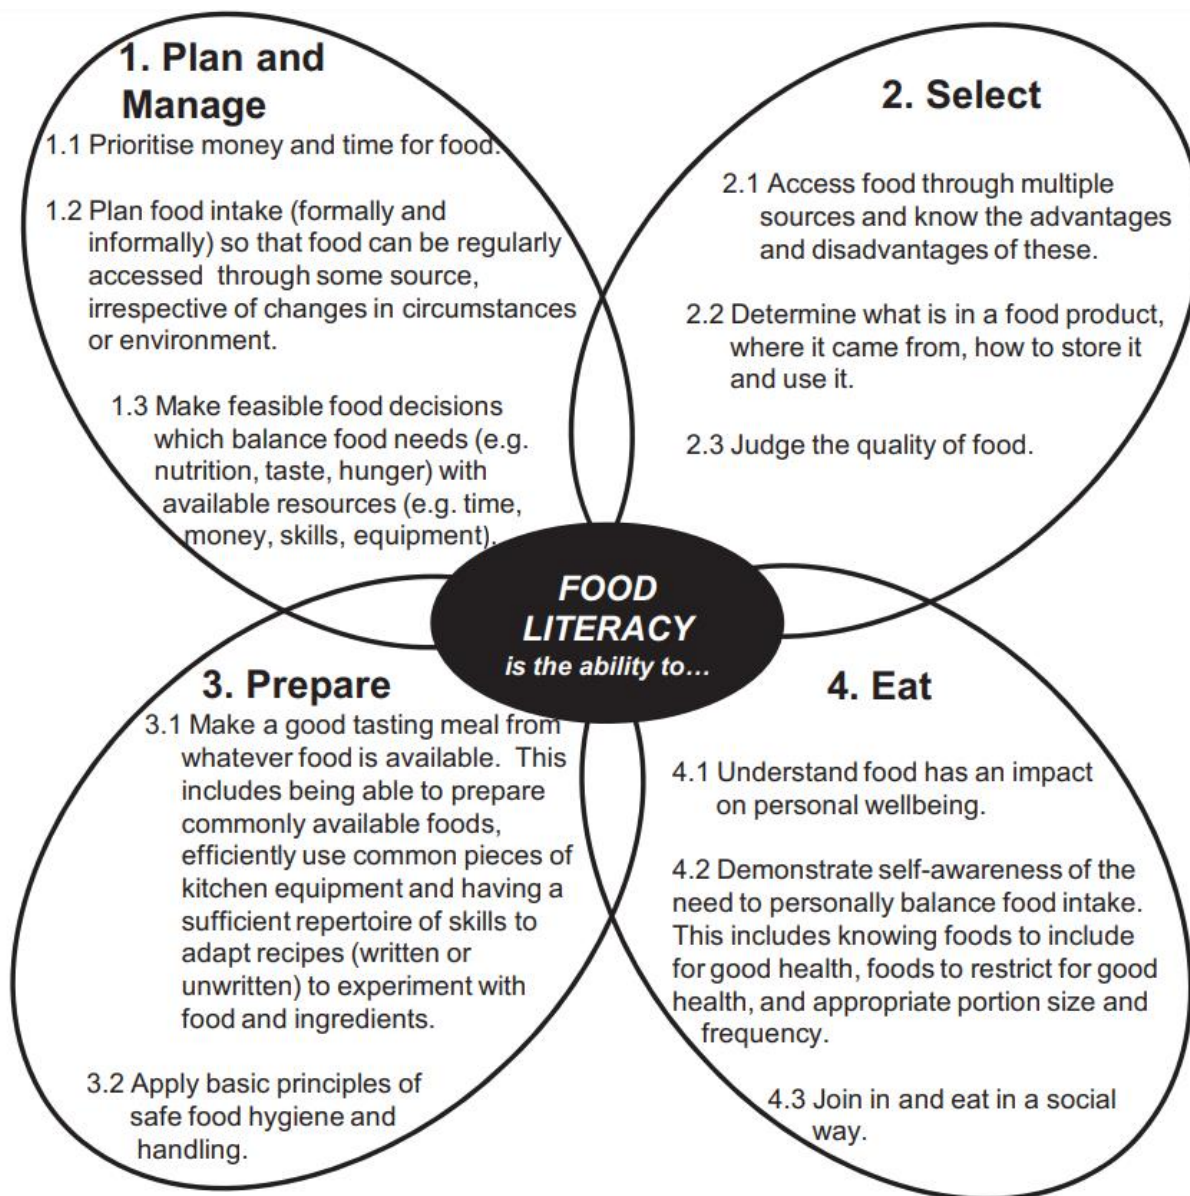 1. Plan and
Manage
1.1 Prioritise money and time for food.
1.2 Plan food intake (formally and
informally) so that food can be regularly
accessed through some source,
irrespective of changes in circumstances
or environment.
1.3 Make feasible food decisions
which balance food needs (e.g.
nutrition, taste, hunger) with
available resources (e.g. time,
money, skills, equipment).
2. Select
2.1 Access food through multiple
sources and know the advantages
and disadvantages of these.
2.2 Determine what is in a food product,
where it came from, how to store it
and use it.
2.3 Judge the quality of food.
FOOD
LITERACY
is the ability to…
3. Prepare
3.1 Make a good tasting meal from
whatever food is available. This
includes being able to prepare
commonly available foods,
efficiently use common pieces of
kitchen equipment and having a
sufficient repertoire of skills to
adapt recipes (written or
unwritten) to experiment with
food and ingredients.
3.2 Apply basic principles of
safe food hygiene and
handling.
4. Eat
4.1 Understand food has an impact
on personal wellbeing.
4.2 Demonstrate self-awareness of the
need to personally balance food intake.
This includes knowing foods to include
for good health, foods to restrict for good
health, and appropriate portion size and
frequency.
4.3 Join in and eat in a social
way.